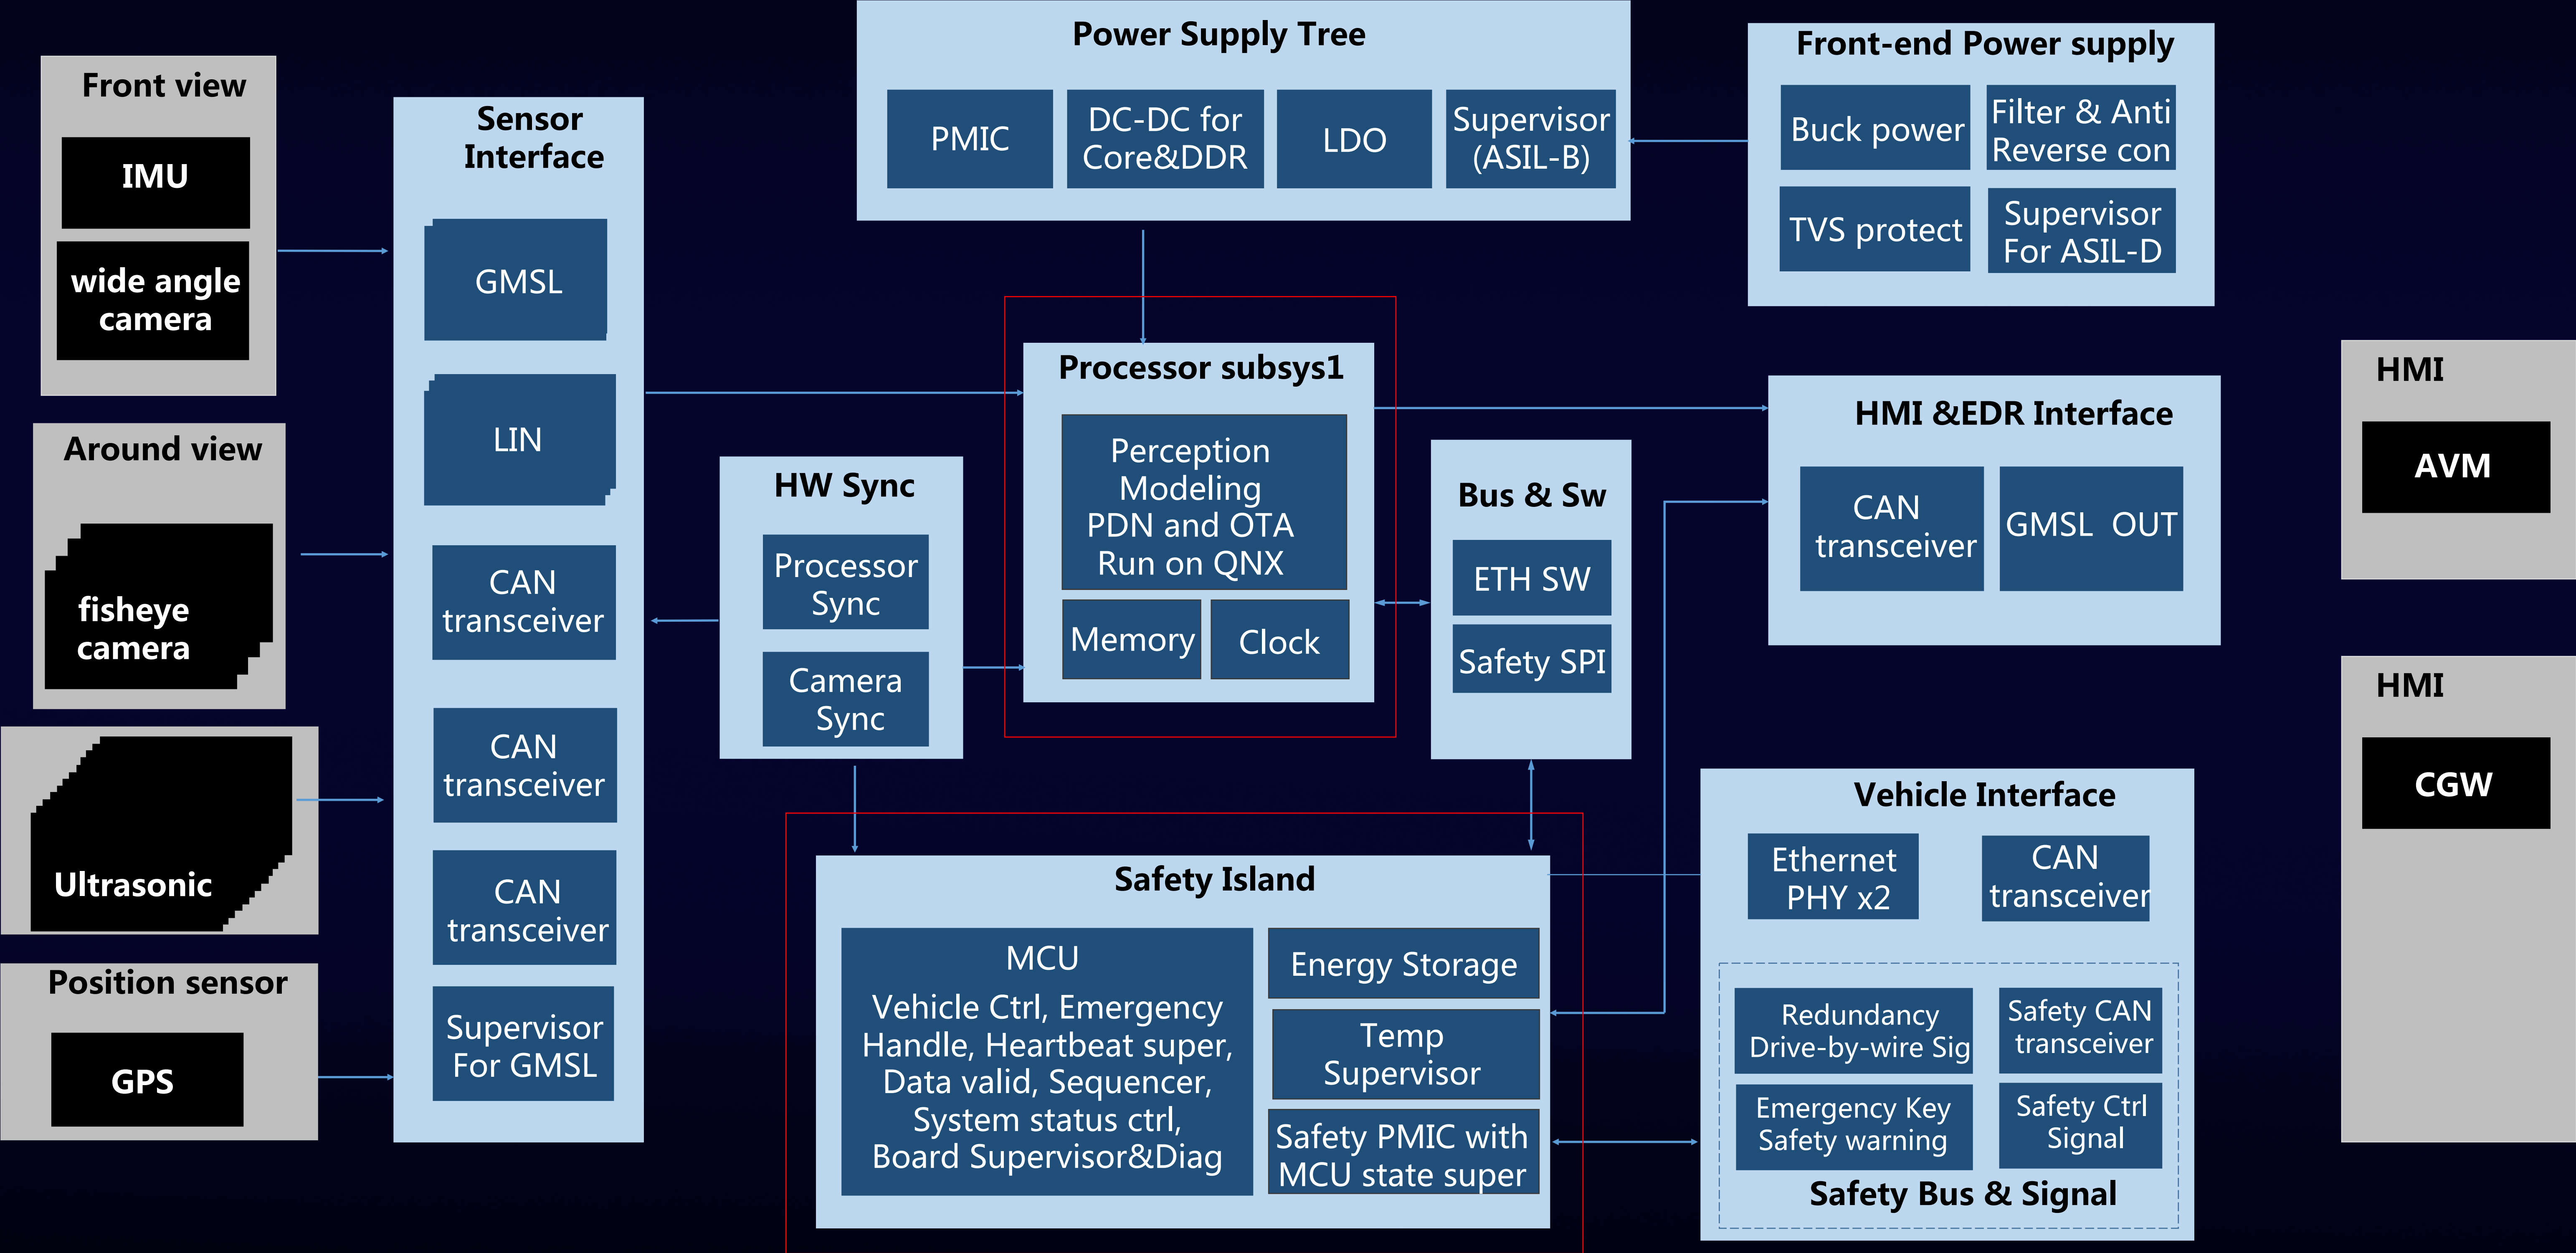 Front view
IMU
wide angle
camera
Around view
fisheye
camera
Ultrasonic
Position sensor
GPS
Sensor
Interface
GMSL
LIN
CAN
transceiver
CAN
transceiver
CAN
transceiver
Supervisor
For GMSL
HW Sync
Processor
Sync
Camera
Sync
Power Supply Tree
PMIC
DC-DC for
Core&DDR
LDO
Supervisor
(ASIL-B)
Front-end Power supply
Buck power
Filter & Anti
Reverse con
TVS protect
Supervisor
For ASIL-D
Processor subsys1
Perception
Modeling
PDN and OTA
Run on QNX
Memory
Clock
Bus & Sw
ETH SW
Safety SPI
HMI &EDR Interface
CAN
transceiver
GMSL OUT
HMI
AVM
HMI
CGW
Safety Island
MCU
Vehicle Ctrl, Emergency
Handle, Heartbeat super,
Data valid, Sequencer,
System status ctrl,
Board Supervisor&Diag
Energy Storage
Temp
Supervisor
Safety PMIC with
MCU state super
Vehicle Interface
Ethernet
PHY x2
CAN
transceiver
Redundancy
Drive-by-wire Sig
Safety CAN
transceiver
Emergency Key
Safety warning
Safety Ctrl
Signal
Safety Bus & Signal